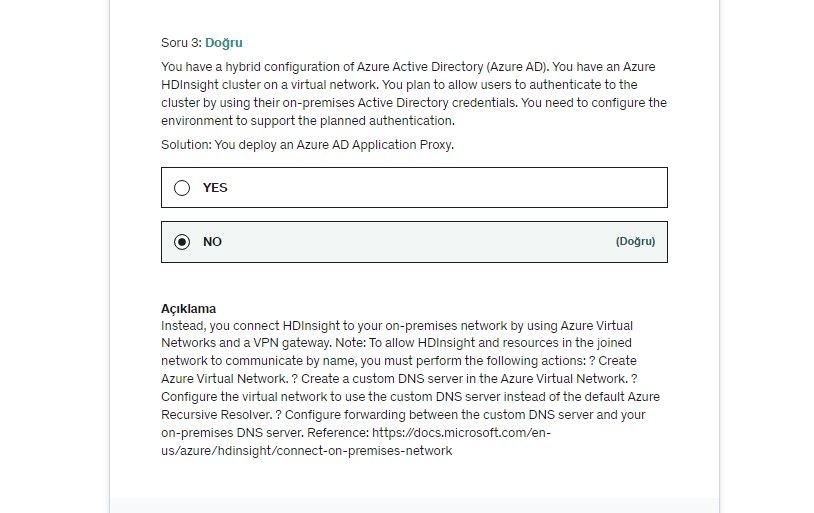 Soru 3: Doğru
You have a hybrid configuration of Azure Active Directory (Azure AD). You have an Azure
HDInsight cluster on a virtual network. You plan to allow users to authenticate to the
cluster by using their on-premises Active Directory credentials. You need to configure the
environment to support the planned authentication.
Solution: You deploy an Azure AD Application Proxy.
YES
NO (Doğru)
Açıklama
Instead, you connect HDInsight to your on-premises network by using Azure Virtual
Networks and a VPN gateway. Note: To allow HDInsight and resources in the joined
network to communicate by name, you must perform the following actions: ? Create
Azure Virtual Network. ? Create a custom DNS server in the Azure Virtual Network. ?
Configure the virtual network to use the custom DNS server instead of the default Azure
Recursive Resolver. ? Configure forwarding between the custom DNS server and your
on-premises DNS server. Reference: https://docs.microsoft.com/en-
us/azure/hdinsight/connect-on-premises-network